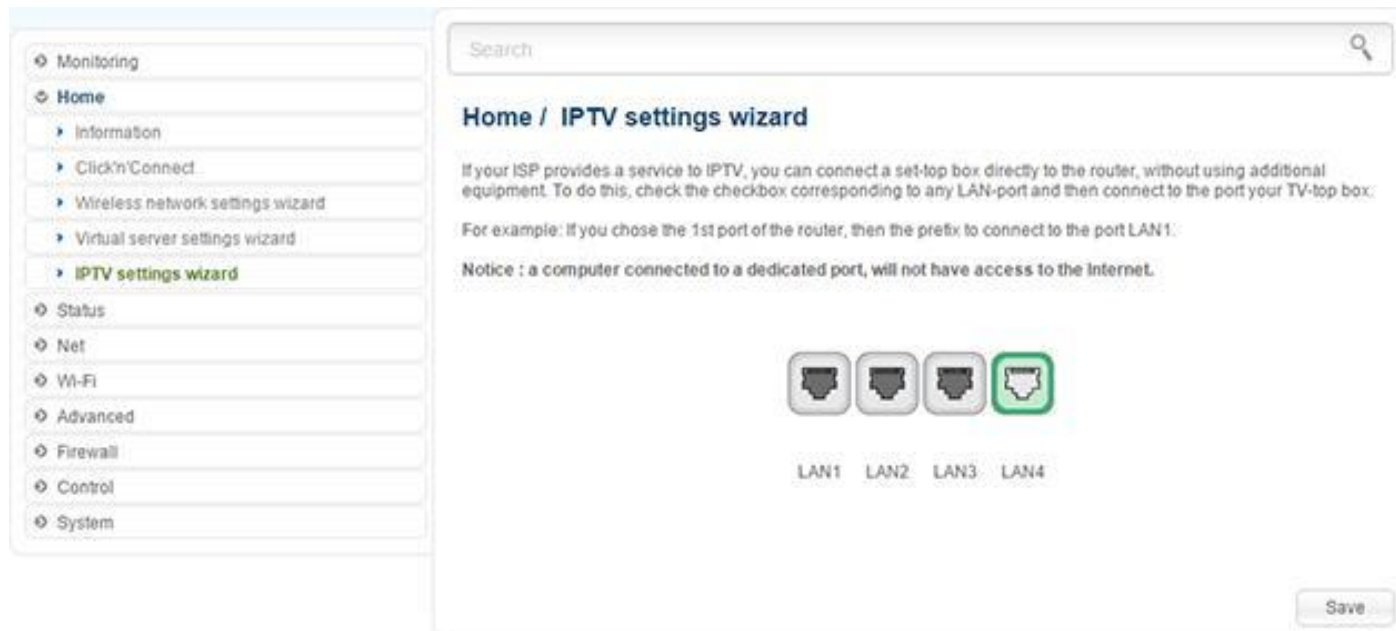 Monitoring
Home
Information
Click'n'Connect
Wireless network settings wizard
Virtual server settings wizard
IPTV settings wizard
Status
Net
Wi-Fi
Advanced
Firewall
Control
System
Search
Home / IPTV settings wizard
If your ISP provides a service to IPTV, you can connect a set-top box directly to the router, without using additional
equipment. To do this, check the checkbox corresponding to any LAN-port and then connect to the port your TV-top box.
For example: If you chose the 1st port of the router, then the prefix to connect to the port LAN1.
Notice : a computer connected to a dedicated port, will not have access to the Internet.
LAN1 LAN2 LAN3 LAN4
Save